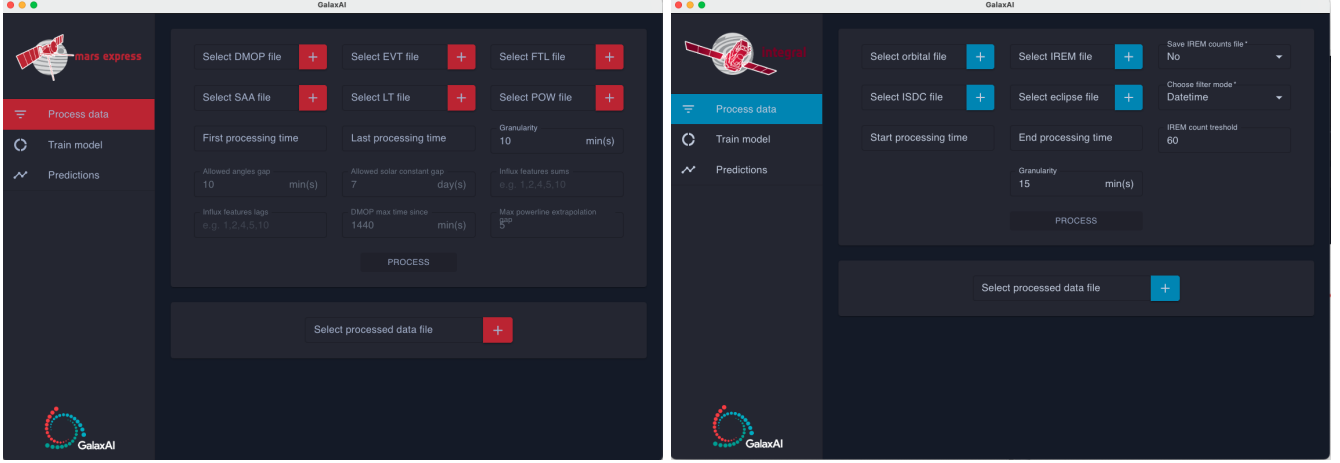 GalaxAI
mars express
Process data
Train model
Predictions
Select DMOP file +
Select EVT file +
Select FTL file +
Select SAA file +
Select LT file +
Select POW file +
First processing time
Last processing time
Granularity
10 min(s)
Allowed angles gap
10 min(s)
Allowed solar constant gap
7 day(s)
Influx features sums
e.g. 1,2,4,5,10
Influx features lags
e.g. 1,2,4,5,10
DMOP max time since
1440 min(s)
Max powerline extrapolation
gap
5
PROCESS
Select processed data file +
GalaxAI
GalaxAI
integral
Process data
Train model
Predictions
Select orbital file +
Select IREM file +
Save IREM counts file *
No
Select ISDC file +
Select eclipse file +
Choose filter mode *
Datetime
Start processing time
End processing time
IREM count treshold
60
Granularity
15 min(s)
PROCESS
Select processed data file +
GalaxAI